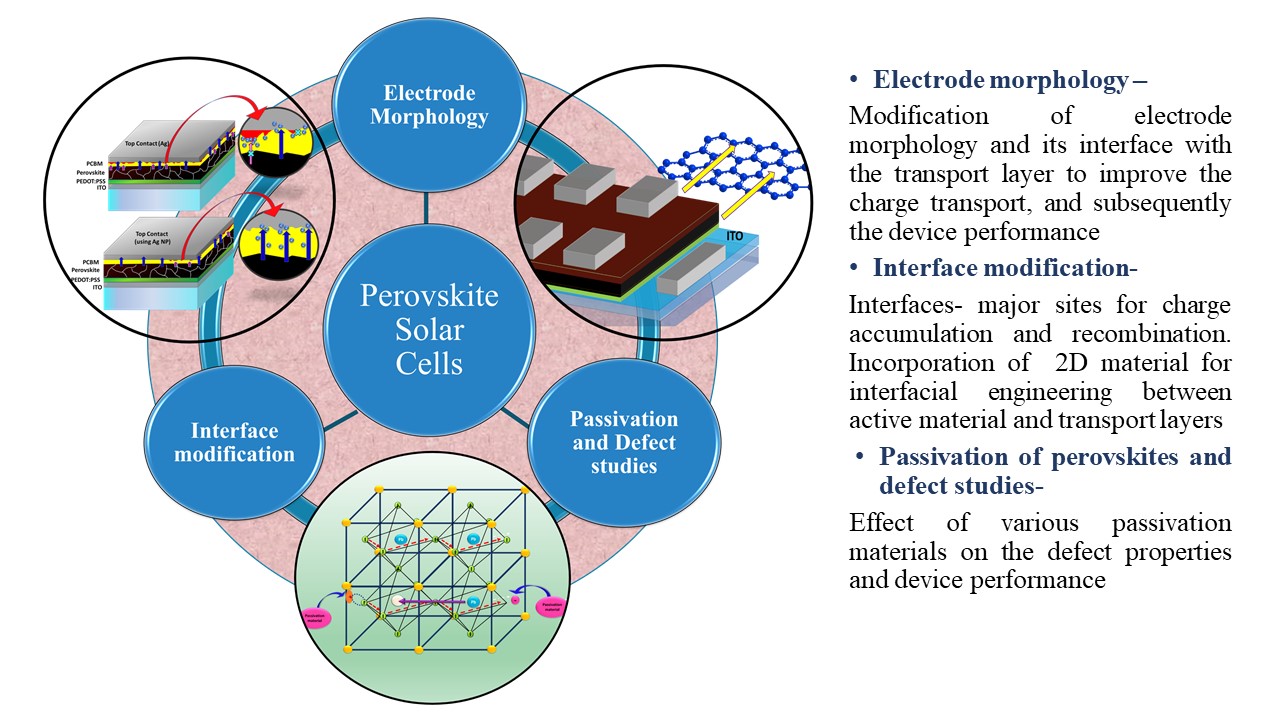 Electrode
Morphology
Top Contact (Ag)
PCBM
Perovskite
PEDOT:PSS
ITO
Top Contact
(using Ag NP)
PCBM
Perovskite
PEDOT:PSS
ITO
ITO
Perovskite
Solar
Cells
Interface
modification
Passivation
and Defect
studies
Pb
Pb
Pb
Passivation
material
Passivation
material
• Electrode morphology –
Modification of electrode
morphology and its interface with
the transport layer to improve the
charge transport, and subsequently
the device performance
• Interface modification-
Interfaces- major sites for charge
accumulation and recombination.
Incorporation of 2D material for
interfacial engineering between
active material and transport layers
• Passivation of perovskites and
defect studies-
Effect of various passivation
materials on the defect properties
and device performance